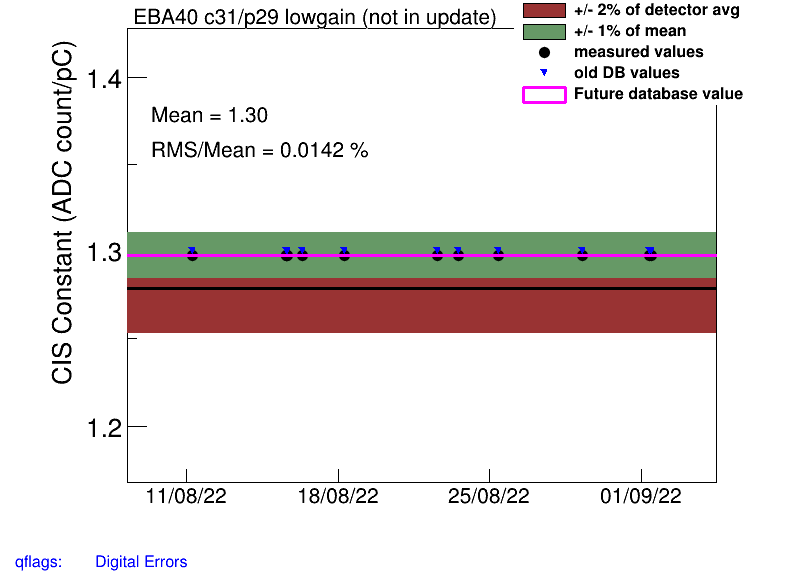 EBA40 c31/p29 lowgain (not in update)
+/- 2% of detector avg
+/- 1% of mean
measured values
old DB values
Future database value
Mean = 1.30
RMS/Mean = 0.0142 %
CIS Constant (ADC count/pC)
1.4
1.3
1.2
11/08/22 18/08/22 25/08/22 01/09/22
qflags: Digital Errors